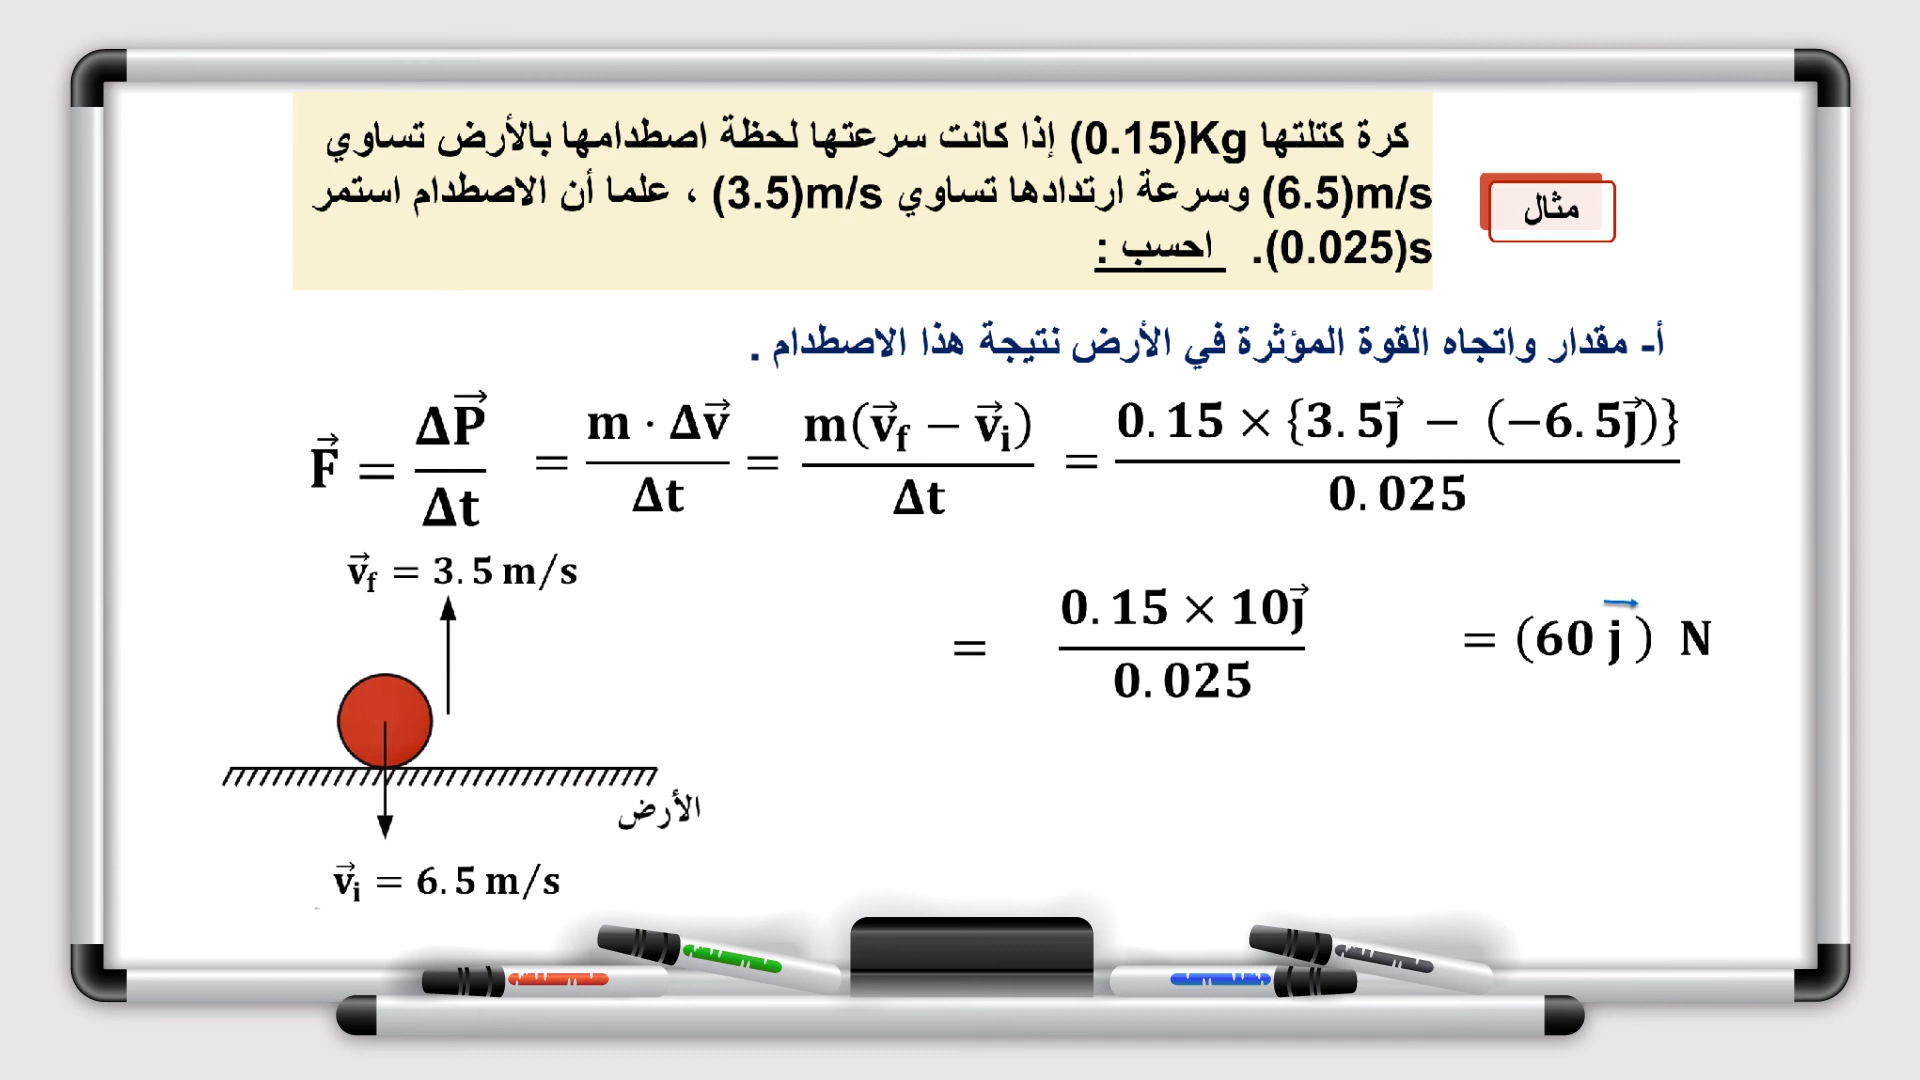 كرة كتلتها (0.15)Kg إذا كانت سرعتها لحظة اصطدامها بالأرض تساوي
(6.5)m/s وسرعة ارتدادها تساوي (3.5)m/s ، علما أن الاصطدام استمر
(0.025)s. احسب :
مثال
أ- مقدار واتجاه القوة المؤثرة في الأرض نتيجة هذا الاصطدام .
F⃗ = ΔP⃗/Δt = m · Δv⃗/Δt = m(v⃗f − v⃗i)/Δt = 0.15 × {3.5j⃗ − (−6.5j⃗)}/0.025
= 0.15 × 10j⃗/0.025 = (60 j⃗ ) N
v⃗f = 3.5 m/s
الأرض
v⃗i = 6.5 m/s